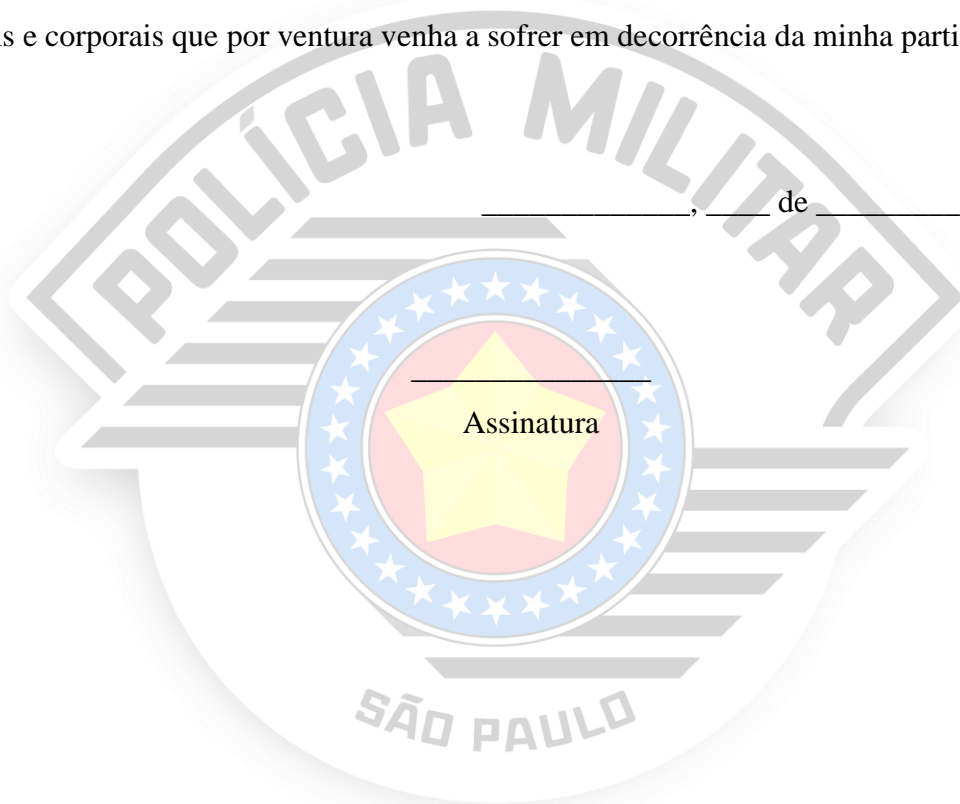 s e corporais que por ventura venha a sofrer em decorrência da minha parti
POLÍCIA MILITAR
_____________, ____ de _________
_______________
Assinatura
SÃO PAULO